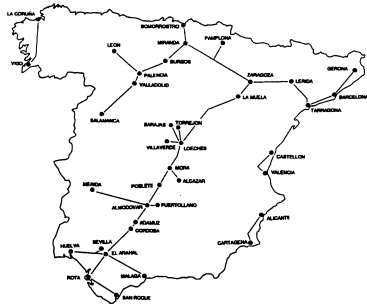 LA CORUÑA
SOMORROSTRO
PAMPLONA
LEON
MIRANDA
GERONA
VIGO
BURGOS
PALENCIA
ZARAGOZA
LERIDA
VALLADOLID
LA MUELA
BARCELONA
TARRAGONA
SALAMANCA
BARAJAS
TORREJON
VILLAVERDE
LOECHES
CASTELLON
MORA
VALENCIA
POBLETE
ALCAZAR
MERIDA
ALMODOVAR
PUERTOLLANO
ALICANTE
ADAMUZ
CORDOBA
CARTAGENA
HUELVA
SEVILLA
EL ARAHAL
ROTA
MALAGA
SAN ROQUE